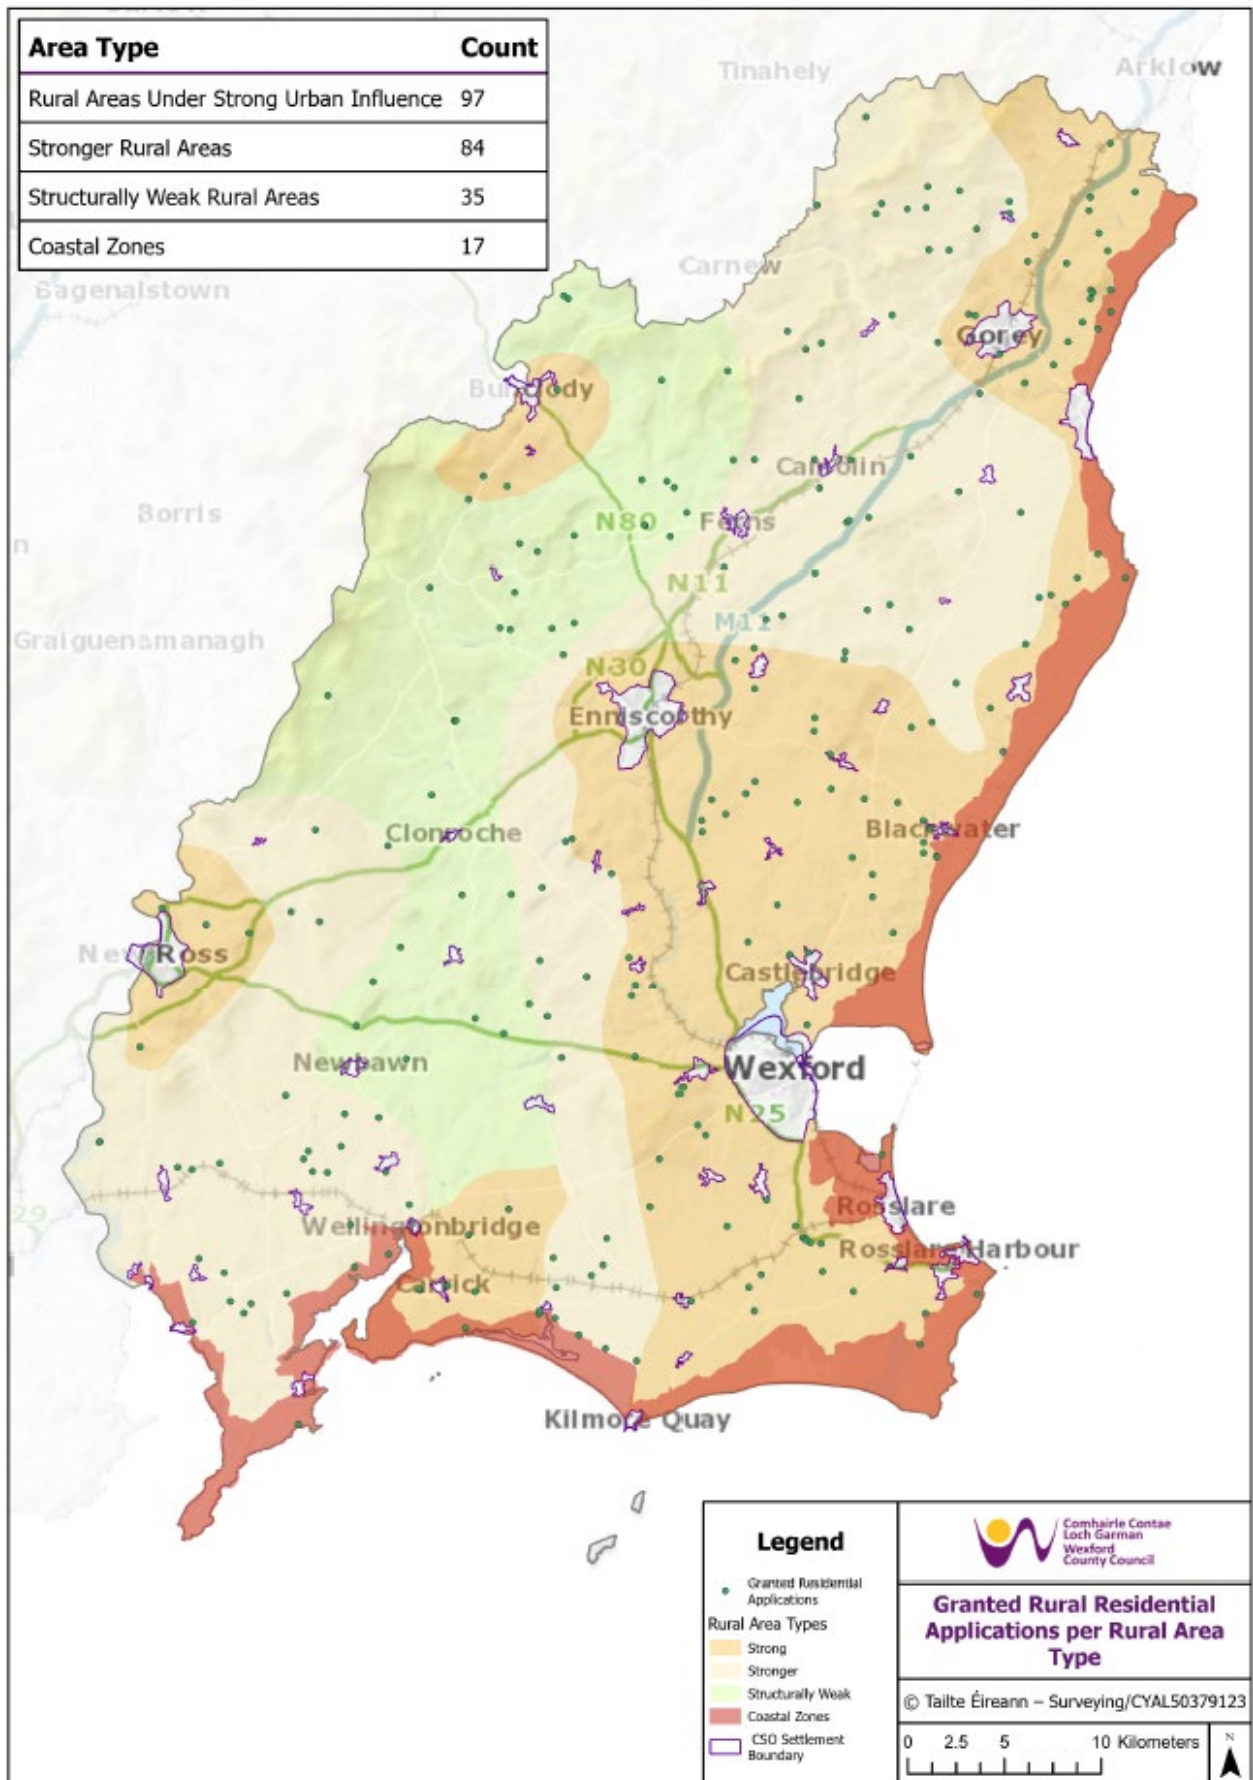 Area Type Count
Rural Areas Under Strong Urban Influence 97
Stronger Rural Areas 84
Structurally Weak Rural Areas 35
Coastal Zones 17
Tinahely
Arklow
Carnew
Bagenalstown
Gorey
Bunclody
Borris
Camolin
N80
Ferns
N11
M11
Graiguenamanagh
N30
Enniscorthy
Clonroche
Blackwater
New Ross
Castlebridge
Newbawn
Wexford
N25
29
Wellingtonbridge
Rosslare
Rosslare Harbour
Carrick
Kilmore Quay
Legend
Granted Residential
Applications
Rural Area Types
Strong
Stronger
Structurally Weak
Coastal Zones
CSO Settlement
Boundary
Comhairle Contae
Loch Garman
Wexford
County Council
Granted Rural Residential
Applications per Rural Area
Type
© Tailte Éireann – Surveying/CYAL50379123
0 2.5 5 10 Kilometers
N